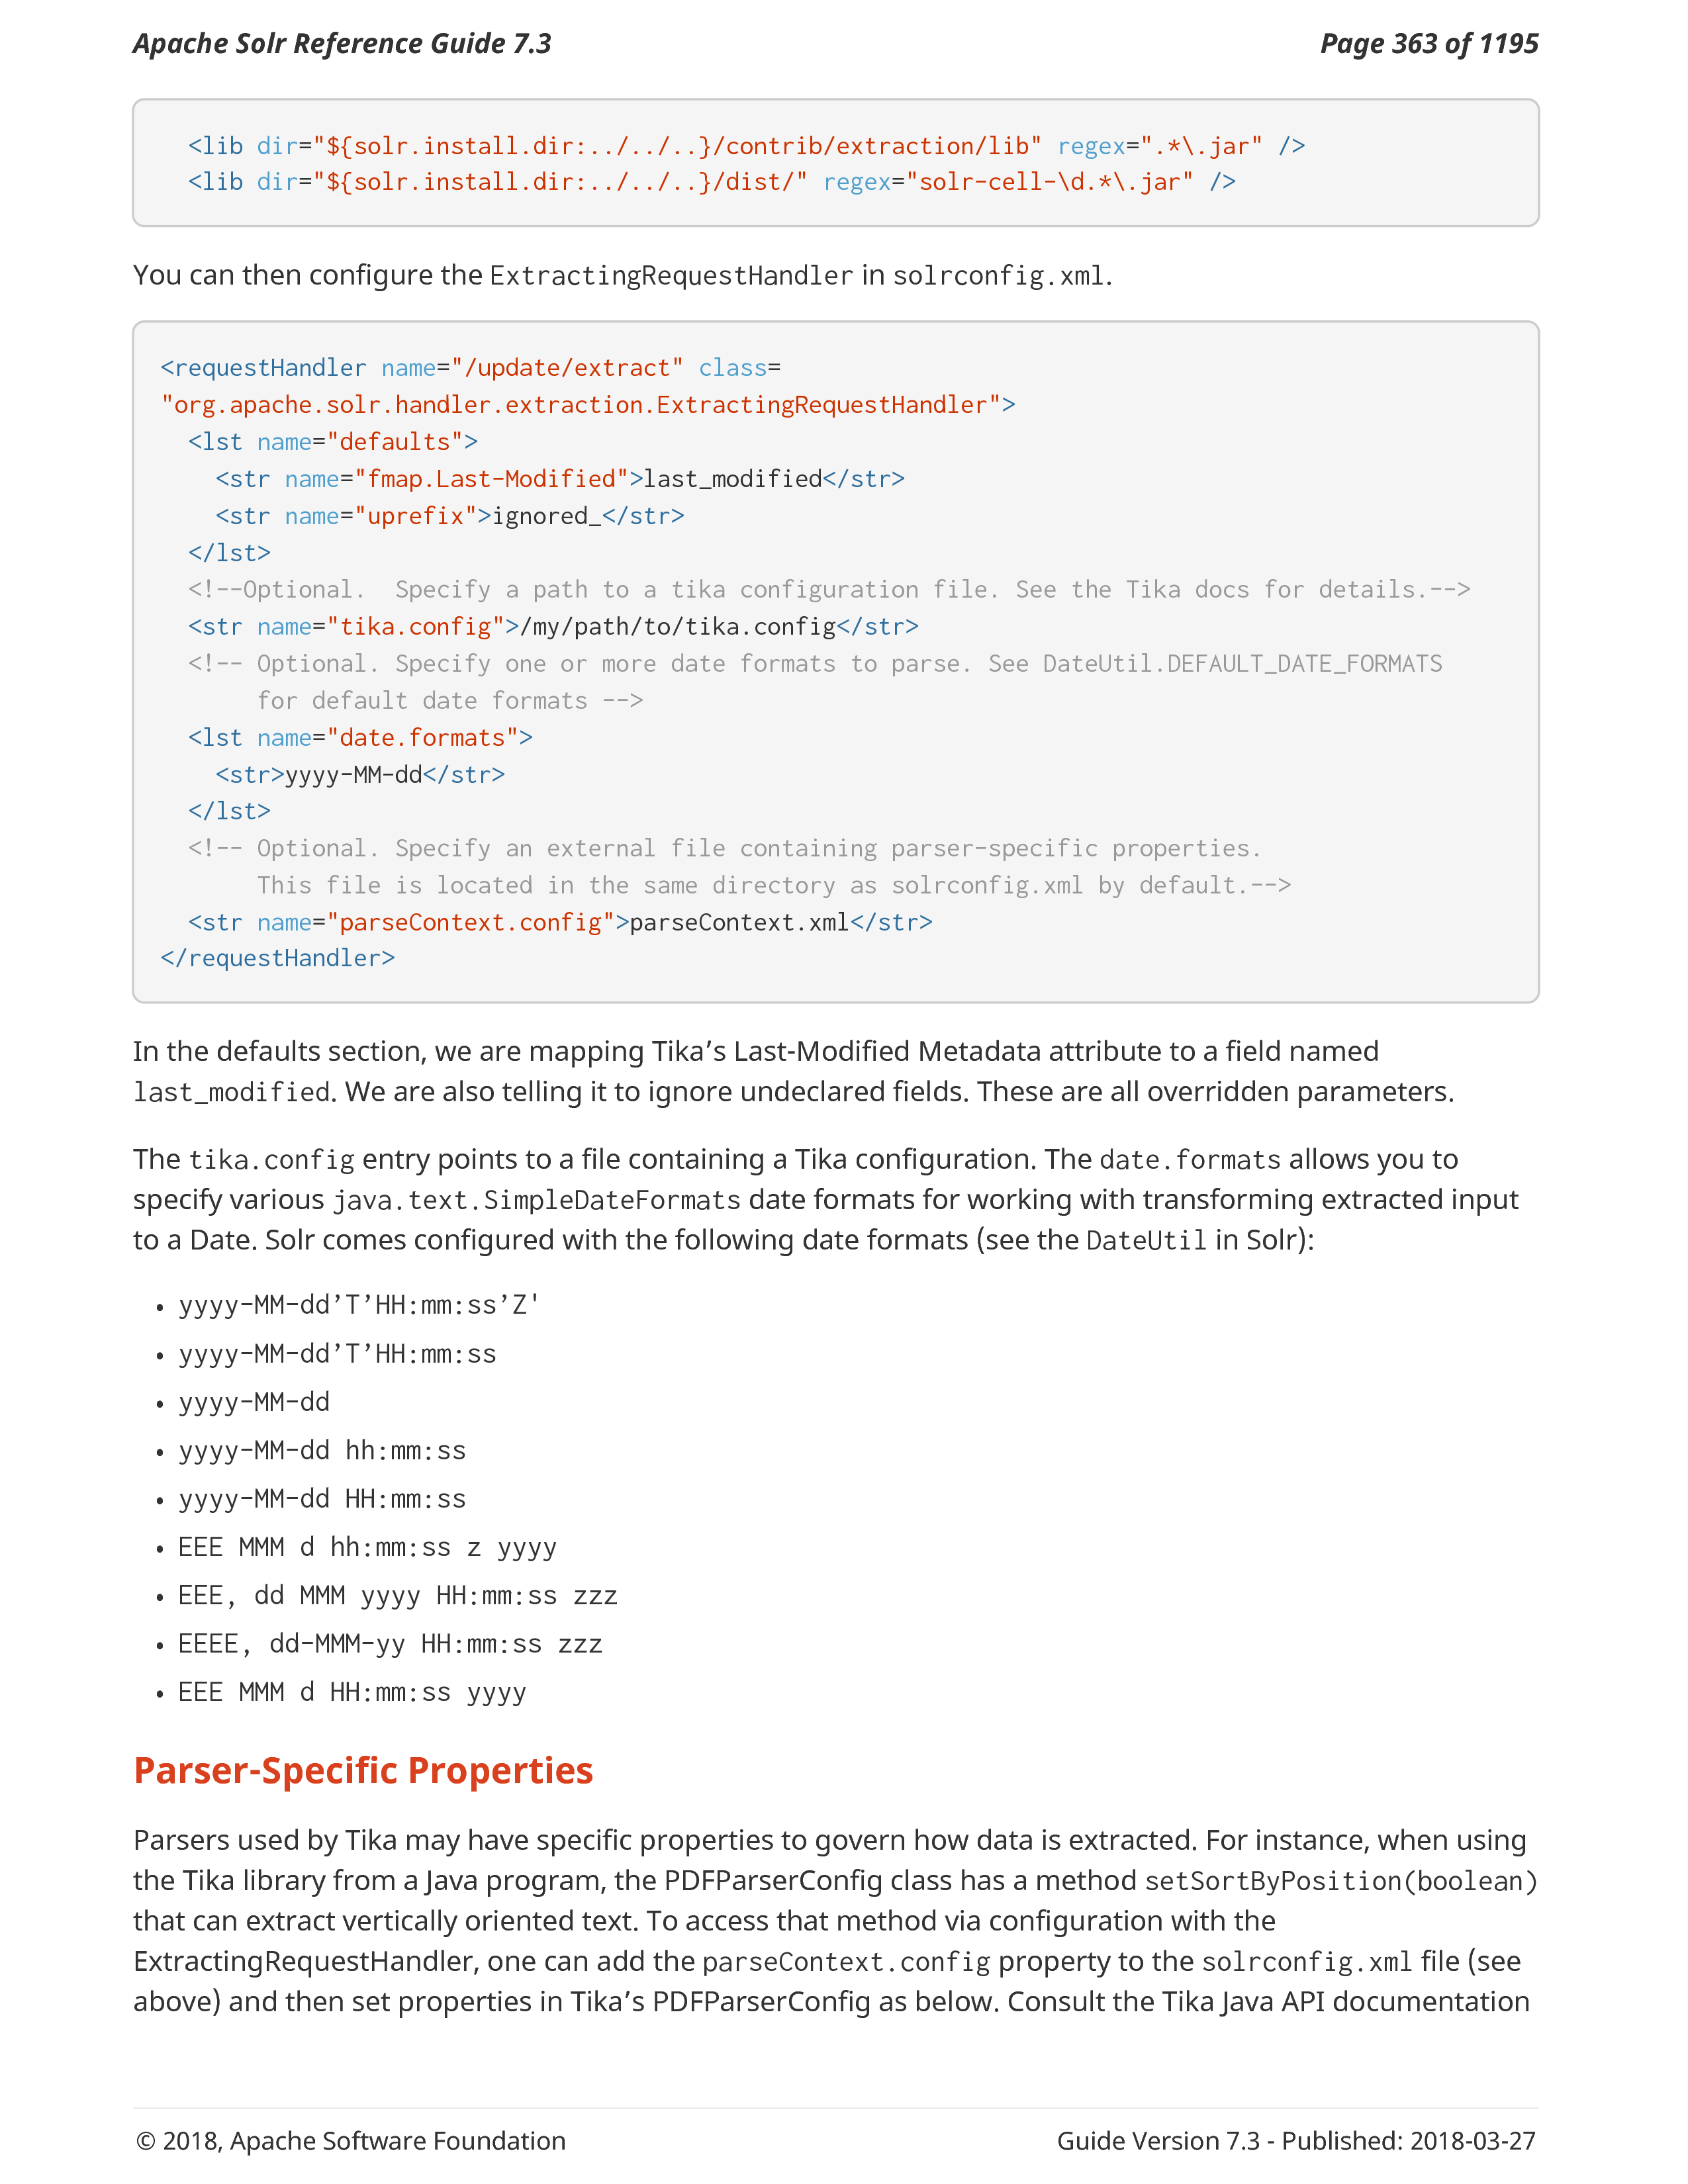 Apache Solr Reference Guide 7.3 Page 363 of 1195
<lib dir="${solr.install.dir:../../..}/contrib/extraction/lib" regex=".*\.jar" />
<lib dir="${solr.install.dir:../../..}/dist/" regex="solr-cell-\d.*\.jar" />
You can then configure the ExtractingRequestHandler in solrconfig.xml.
<requestHandler name="/update/extract" class=
"org.apache.solr.handler.extraction.ExtractingRequestHandler">
<lst name="defaults">
<str name="fmap.Last-Modified">last_modified</str>
<str name="uprefix">ignored_</str>
</lst>
<!--Optional.  Specify a path to a tika configuration file. See the Tika docs for details.-->
<str name="tika.config">/my/path/to/tika.config</str>
<!-- Optional. Specify one or more date formats to parse. See DateUtil.DEFAULT_DATE_FORMATS
for default date formats -->
<lst name="date.formats">
<str>yyyy-MM-dd</str>
</lst>
<!-- Optional. Specify an external file containing parser-specific properties.
This file is located in the same directory as solrconfig.xml by default.-->
<str name="parseContext.config">parseContext.xml</str>
</requestHandler>
In the defaults section, we are mapping Tika’s Last-Modified Metadata attribute to a field named
last_modified. We are also telling it to ignore undeclared fields. These are all overridden parameters.
The tika.config entry points to a file containing a Tika configuration. The date.formats allows you to
specify various java.text.SimpleDateFormats date formats for working with transforming extracted input
to a Date. Solr comes configured with the following date formats (see the DateUtil in Solr):
• yyyy-MM-dd’T’HH:mm:ss’Z'
• yyyy-MM-dd’T’HH:mm:ss
• yyyy-MM-dd
• yyyy-MM-dd hh:mm:ss
• yyyy-MM-dd HH:mm:ss
• EEE MMM d hh:mm:ss z yyyy
• EEE, dd MMM yyyy HH:mm:ss zzz
• EEEE, dd-MMM-yy HH:mm:ss zzz
• EEE MMM d HH:mm:ss yyyy
Parser-Specific Properties
Parsers used by Tika may have specific properties to govern how data is extracted. For instance, when using
the Tika library from a Java program, the PDFParserConfig class has a method setSortByPosition(boolean)
that can extract vertically oriented text. To access that method via configuration with the
ExtractingRequestHandler, one can add the parseContext.config property to the solrconfig.xml file (see
above) and then set properties in Tika’s PDFParserConfig as below. Consult the Tika Java API documentation
© 2018, Apache Software Foundation Guide Version 7.3 - Published: 2018-03-27